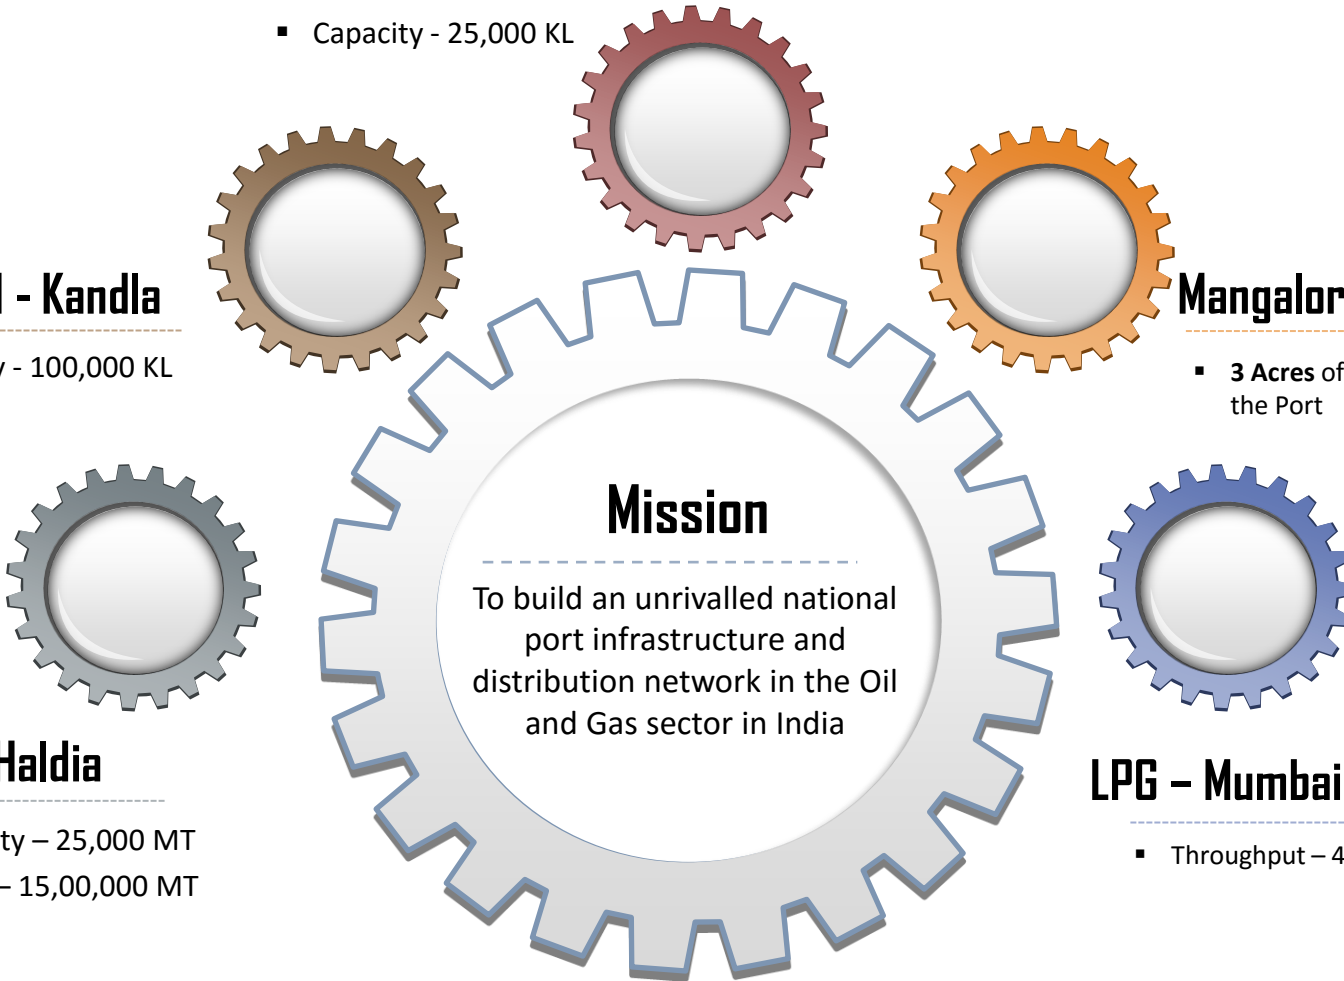 ▪ Capacity - 25,000 KL
- Kandla
- 100,000 KL
Mangalor
▪ 3 Acres of
the Port
Mission
To build an unrivalled national
port infrastructure and
distribution network in the Oil
and Gas sector in India
Haldia
ty – 25,000 MT
– 15,00,000 MT
LPG – Mumbai
▪ Throughput – 4